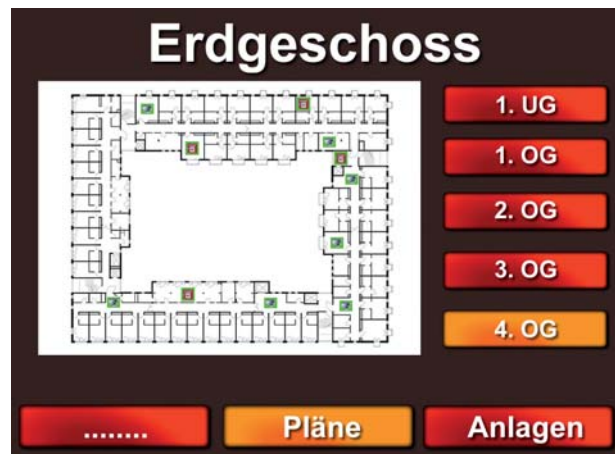 Erdgeschoss
1. UG
1. OG
2. OG
3. OG
4. OG
........
Pläne
Anlagen